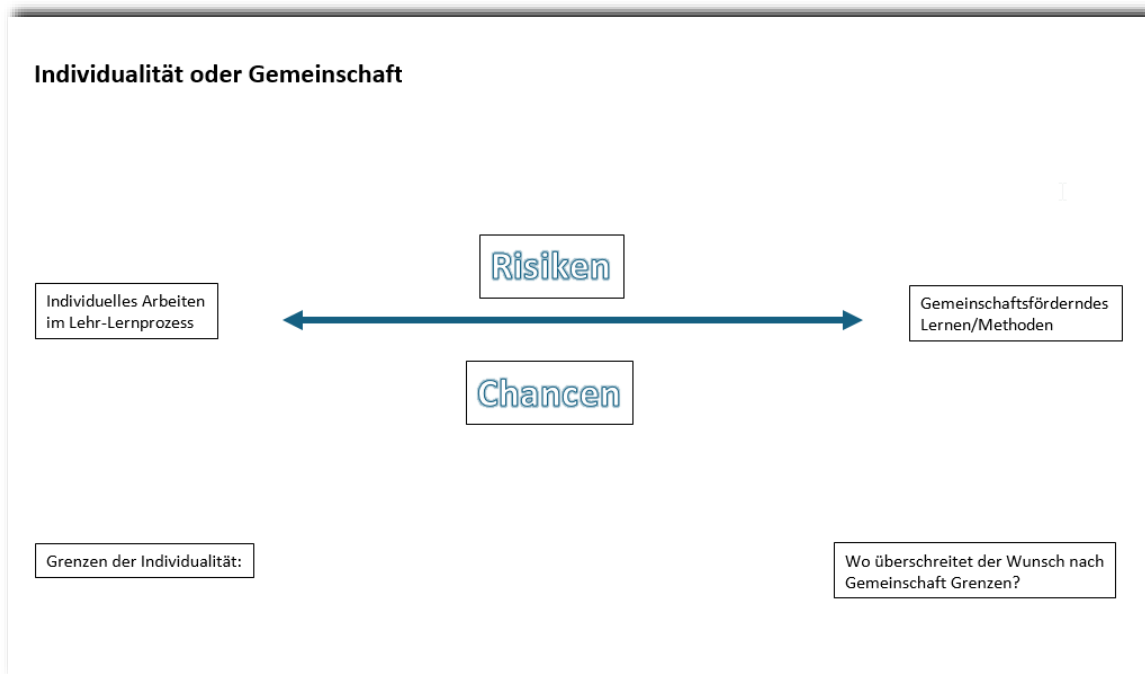 Individualität oder Gemeinschaft
Risiken
Individuelles Arbeiten
im Lehr-Lernprozess
Gemeinschaftsförderndes
Lernen/Methoden
Chancen
Grenzen der Individualität:
Wo überschreitet der Wunsch nach
Gemeinschaft Grenzen?